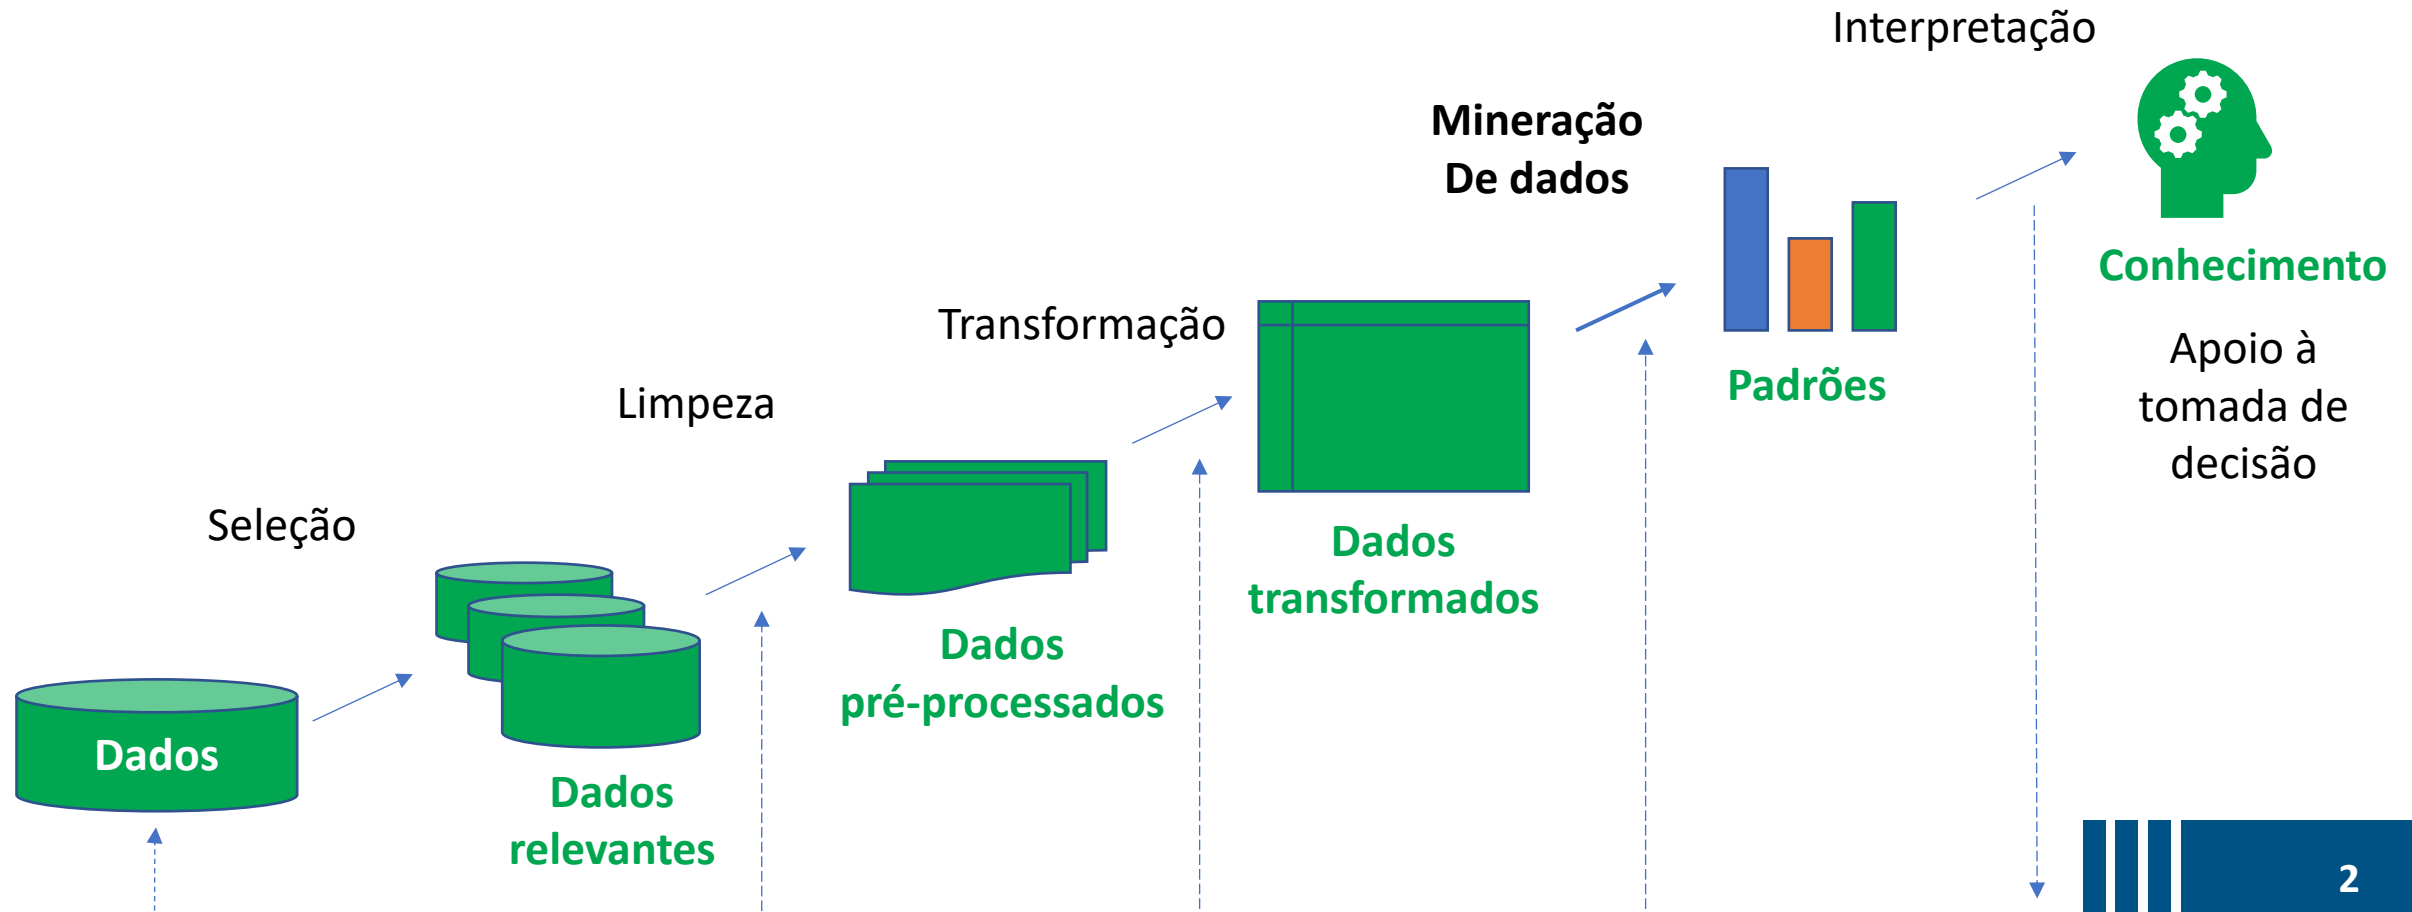 Interpretação
Mineração
De dados
Conhecimento
Apoio à
tomada de
decisão
Padrões
Transformação
Dados
transformados
Limpeza
Dados
pré-processados
Seleção
Dados
relevantes
Dados
2